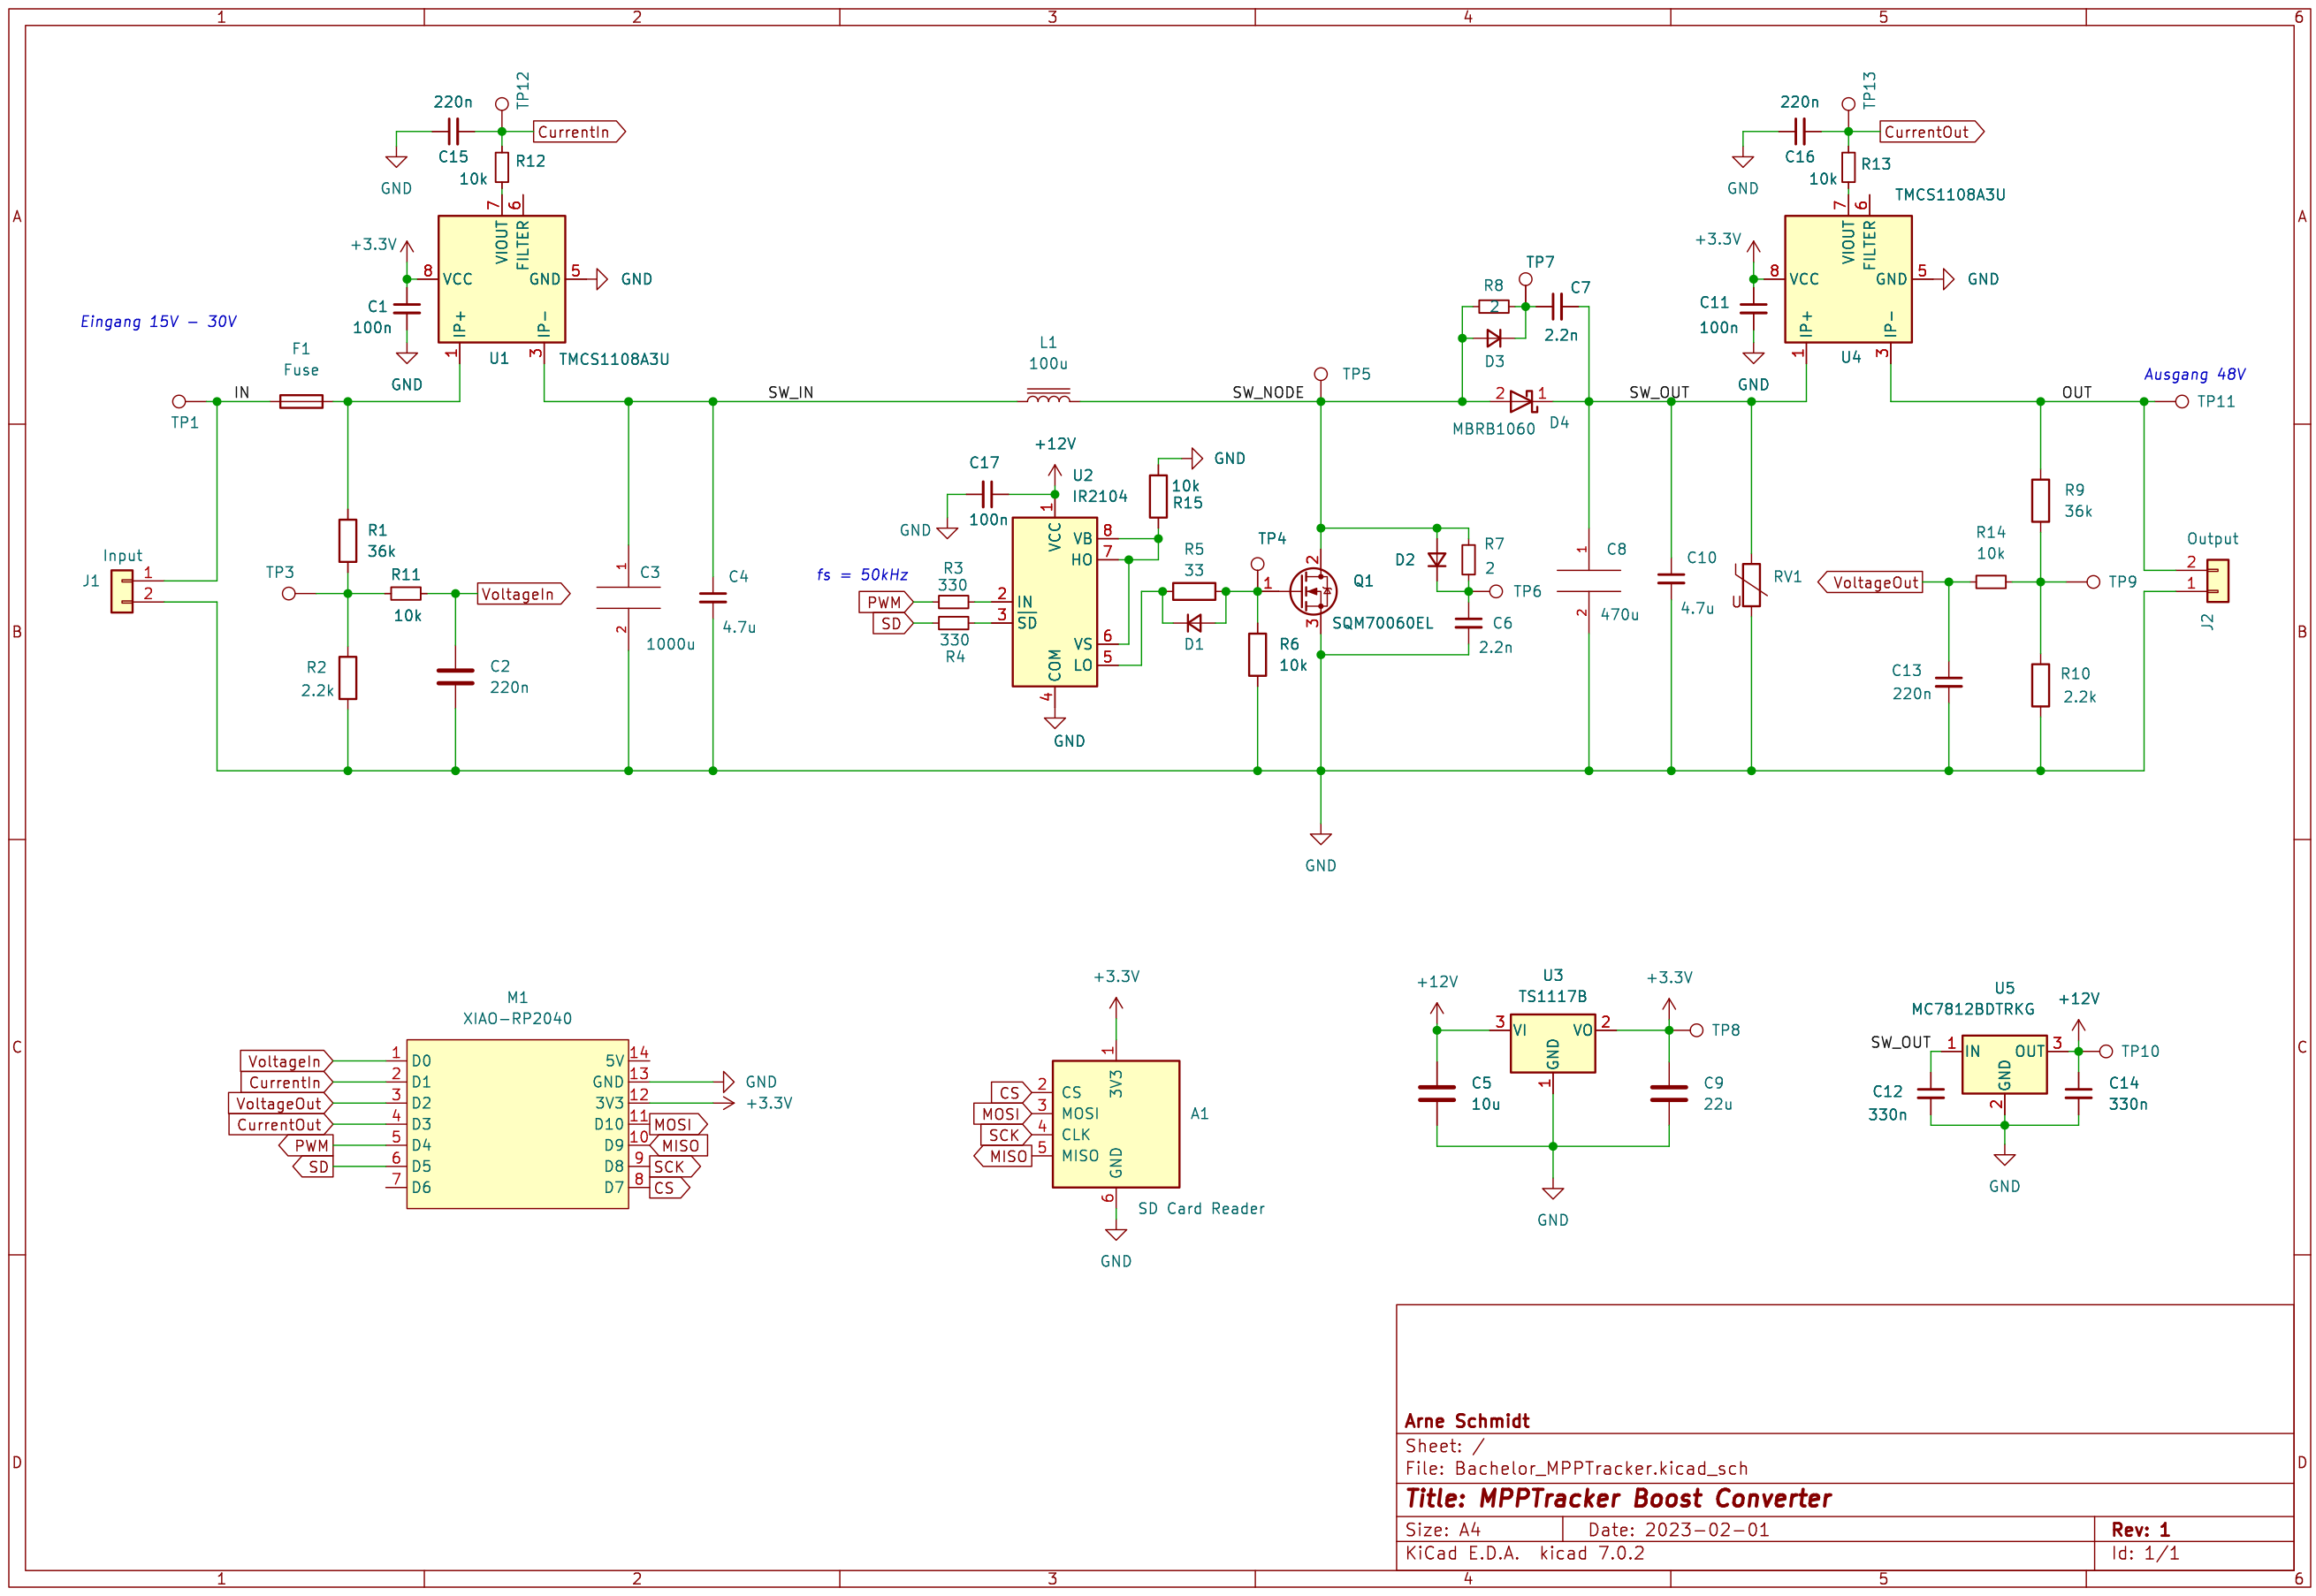 1 2 3 4 5 6
A A
B B
C C
D D
1 2 3 4 5 6
Eingang 15V - 30V
220n
C15
TP12
CurrentIn
R12
10k
GND
7 6
VIOUT
FILTER
+3.3V
8
VCC
GND
5
GND
C1
100n
IP+
IP-
1
3
U1
TMCS1108A3U
GND
F1
Fuse
IN
TP1
Input
J1
1
2
R1
36k
TP3
R11
10k
VoltageIn
R2
2.2k
C2
220n
SW_IN
1
C3
2
1000u
C4
4.7u
L1
100u
SW_NODE
TP5
+12V
C17
100n
GND
U2
IR2104
1
VCC
VB
8
HO
7
GND
10k
R15
fs = 50kHz
R3
330
PWM
2
IN
SD
3
SD
330
R4
VS
6
LO
5
COM
4
GND
R5
33
D1
TP4
1
2
3
Q1
SQM70060EL
R6
10k
D2
R7
2
TP6
C6
2.2n
GND
TP7
R8
2
C7
2.2n
D3
2
1
MBRB1060
D4
SW_OUT
1
C8
2
470u
C10
4.7u
RV1
U
220n
C16
TP13
CurrentOut
R13
10k
GND
TMCS1108A3U
7 6
VIOUT
FILTER
+3.3V
8
VCC
GND
5
GND
C11
100n
IP+
IP-
1
3
U4
GND
Ausgang 48V
OUT
TP11
R9
36k
R14
10k
VoltageOut
TP9
C13
220n
R10
2.2k
Output
2
1
J2
M1
XIAO-RP2040
VoltageIn 1 D0 5V 14
CurrentIn 2 D1 GND 13 GND
VoltageOut 3 D2 3V3 12 +3.3V
CurrentOut 4 D3 D10 11 MOSI
PWM 5 D4 D9 10 MISO
SD 6 D5 D8 9 SCK
7 D6 D7 8 CS
+3.3V
1
3V3
CS 2 CS
MOSI 3 MOSI
SCK 4 CLK
MISO 5 MISO
A1
GND
6
SD Card Reader
GND
+12V
U3
TS1117B
+3.3V
3 VI VO 2
GND
1
TP8
C5
10u
C9
22u
GND
U5
MC7812BDTRKG
+12V
SW_OUT
1 IN OUT 3
GND
2
TP10
C12
330n
C14
330n
GND
Arne Schmidt
Sheet: /
File: Bachelor_MPPTracker.kicad_sch
Title: MPPTracker Boost Converter
Size: A4 Date: 2023-02-01 Rev: 1
KiCad E.D.A. kicad 7.0.2 Id: 1/1